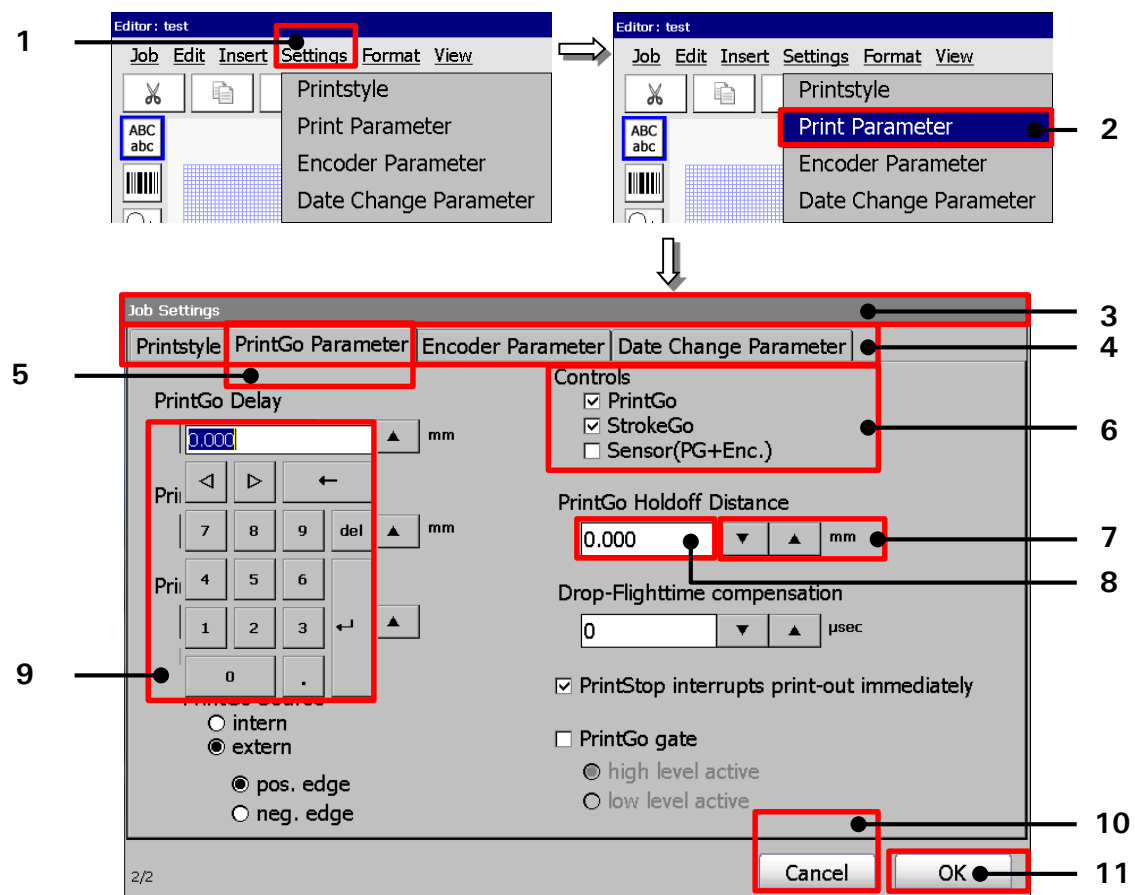 Editor: test
Job Edit Insert Settings Format View
Printstyle
ABC
abc
Print Parameter
Encoder Parameter
Date Change Parameter
1
Editor: test
Job Edit Insert Settings Format View
Printstyle
ABC
abc
Print Parameter
Encoder Parameter
Date Change Parameter
2
Job Settings
3
Printstyle PrintGo Parameter Encoder Parameter Date Change Parameter
4
5
PrintGo Delay
0.000 mm
Pri
7 8 9 del mm
Pri
4 5 6
1 2 3
0 .
9
intern
extern
pos. edge
neg. edge
Controls
PrintGo
StrokeGo
Sensor(PG+Enc.)
6
PrintGo Holdoff Distance
0.000 mm
7
8
Drop-Flighttime compensation
0 µsec
PrintStop interrupts print-out immediately
PrintGo gate
high level active
low level active
10
2/2
Cancel OK
11